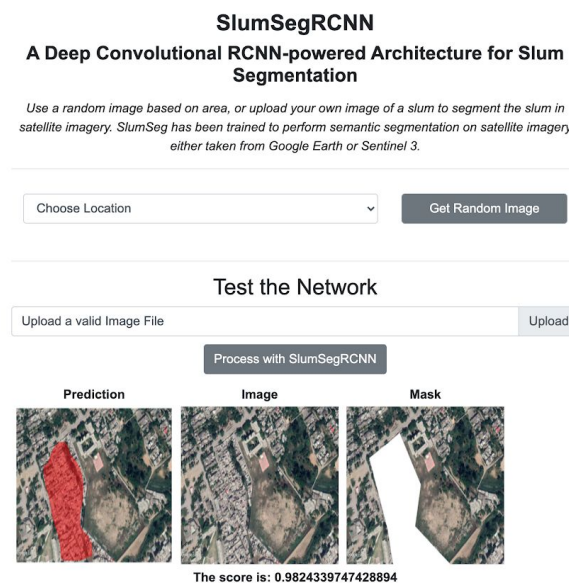 SlumSegRCNN
A Deep Convolutional RCNN-powered Architecture for Slum
Segmentation
Use a random image based on area, or upload your own image of a slum to segment the slum in
satellite imagery. SlumSeg has been trained to perform semantic segmentation on satellite imagery
either taken from Google Earth or Sentinel 3.
Choose Location
Get Random Image
Test the Network
Upload a valid Image File
Upload
Process with SlumSegRCNN
Prediction
Image
Mask
The score is: 0.9824339747428894